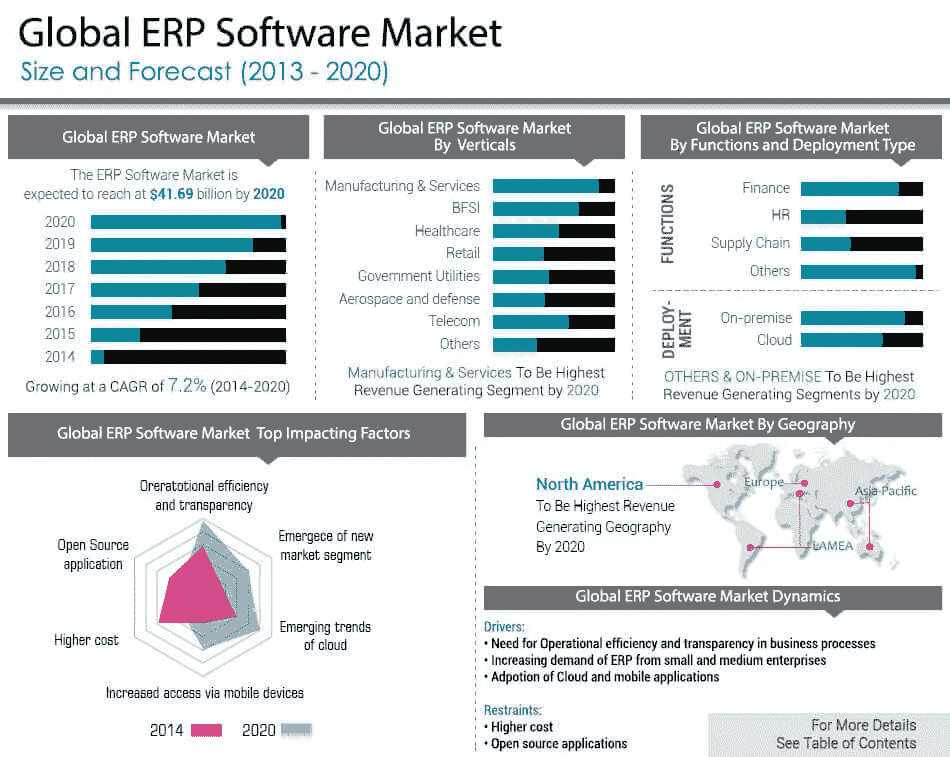 Global ERP Software Market
Size and Forecast (2013 - 2020)
Global ERP Software Market
The ERP Software Market is
expected to reach at $41.69 billion by 2020
2020
2019
2018
2017
2016
2015
2014
Growing at a CAGR of 7.2% (2014-2020)
Global ERP Software Market
By Verticals
Manufacturing & Services
BFSI
Healthcare
Retail
Government Utilities
Aerospace and defense
Telecom
Others
Manufacturing & Services To Be Highest
Revenue Generating Segment by 2020
Global ERP Software Market
By Functions and Deployment Type
FUNCTIONS
Finance
HR
Supply Chain
Others
DEPLOY-
MENT
On-premise
Cloud
OTHERS & ON-PREMISE To Be Highest
Revenue Generating Segments by 2020
Global ERP Software Market Top Impacting Factors
Oreratotional efficiency
and transparency
Emergece of new
market segment
Open Source
application
Higher cost
Emerging trends
of cloud
Increased access via mobile devices
2014
2020
Global ERP Software Market By Geography
North America
To Be Highest Revenue
Generating Geography
By 2020
Europe
Asia-Pacific
LAMEA
Global ERP Software Market Dynamics
Drivers:
• Need for Operational efficiency and transparency in business processes
• Increasing demand of ERP from small and medium enterprises
• Adpotion of Cloud and mobile applications
Restraints:
• Higher cost
• Open source applications
For More Details
See Table of Contents